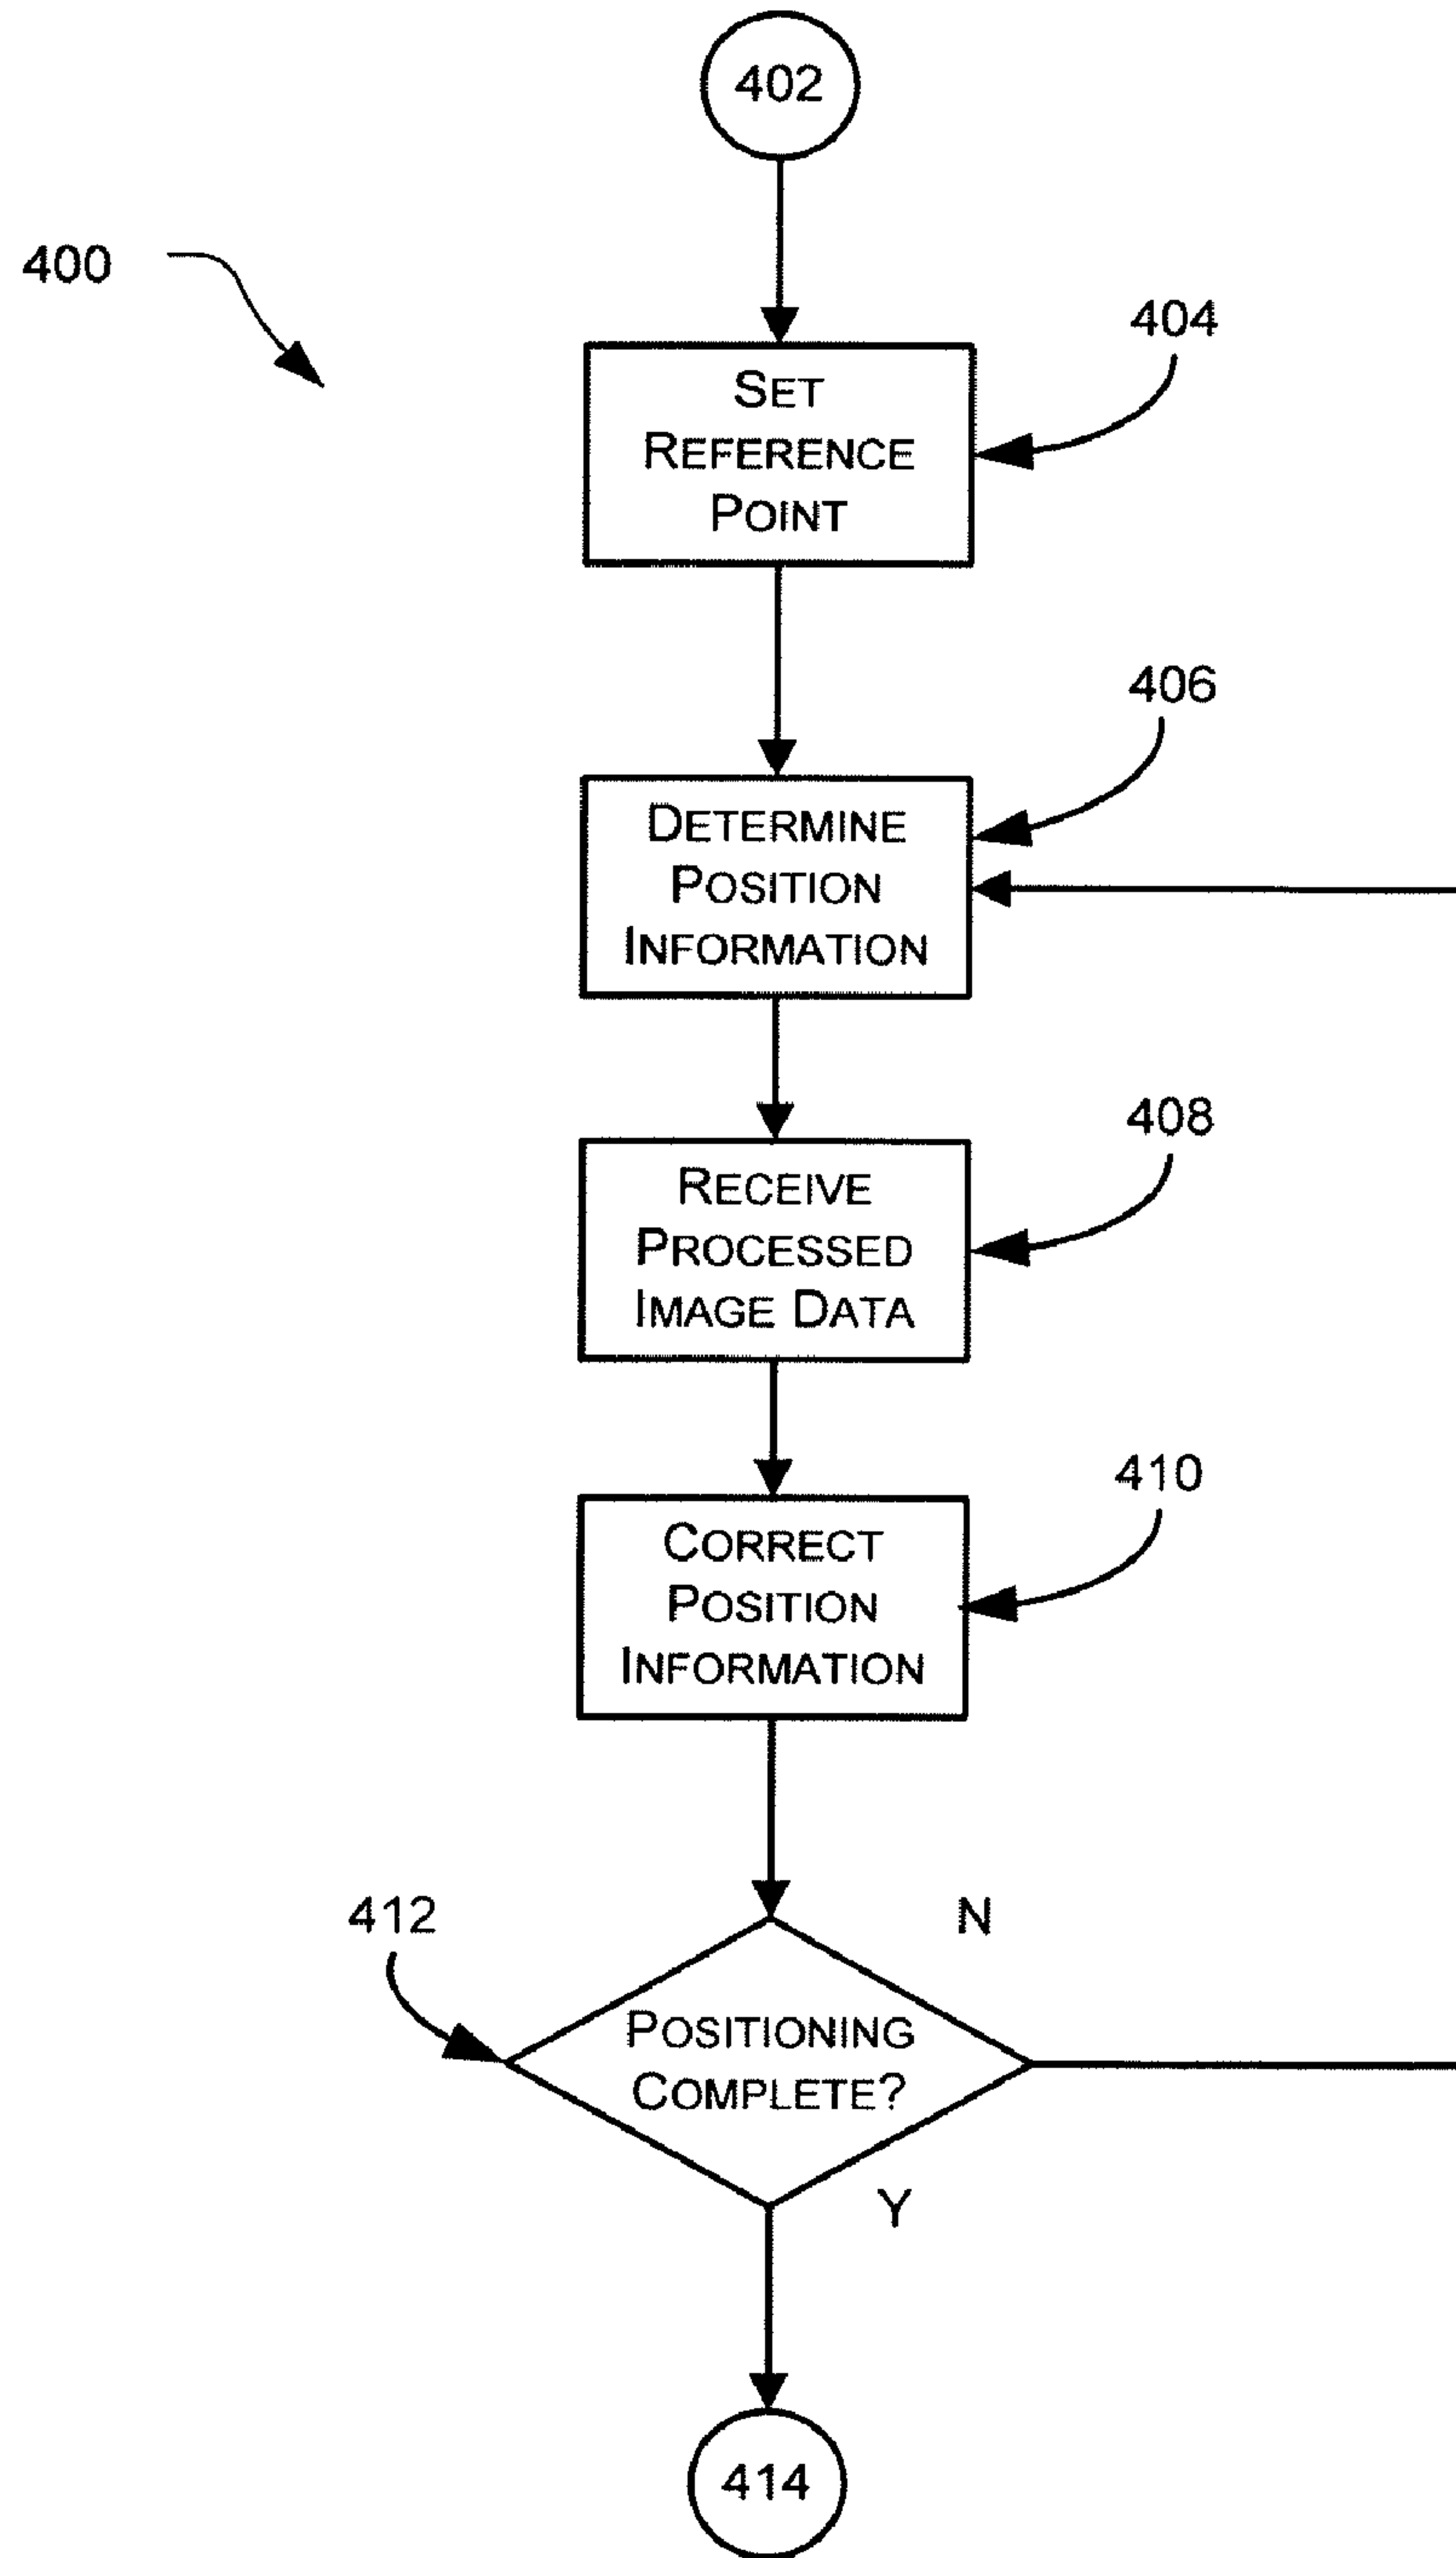 402
400
404
SET
REFERENCE
POINT
406
DETERMINE
POSITION
INFORMATION
408
RECEIVE
PROCESSED
IMAGE DATA
410
CORRECT
POSITION
INFORMATION
412
N
POSITIONING
COMPLETE?
Y
414